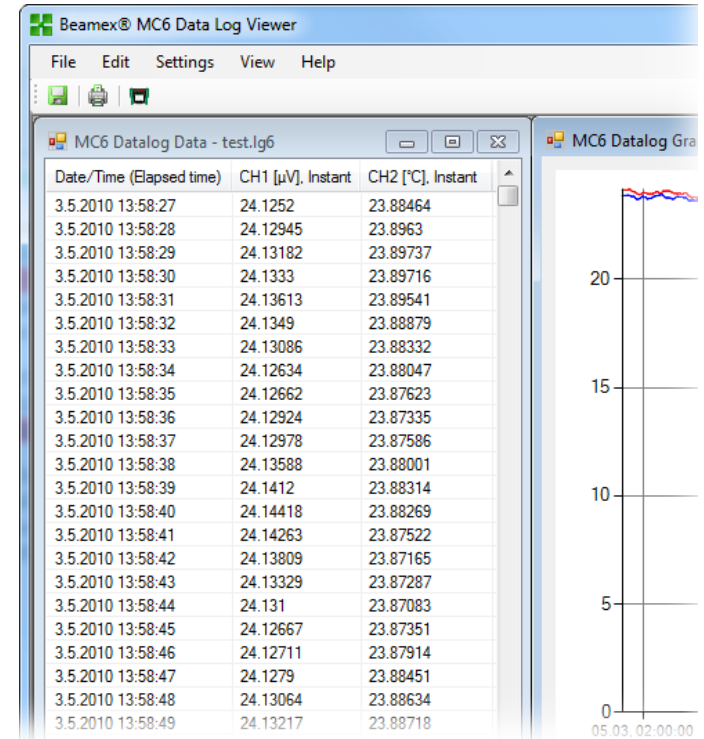 Beamex® MC6 Data Log Viewer
File Edit Settings View Help
MC6 Datalog Data - test.lg6
Date/Time (Elapsed time) CH1 [µV], Instant CH2 [°C], Instant
3.5.2010 13:58:27 24.1252 23.88464
3.5.2010 13:58:28 24.12945 23.8963
3.5.2010 13:58:29 24.13182 23.89737
3.5.2010 13:58:30 24.1333 23.89716
3.5.2010 13:58:31 24.13613 23.89541
3.5.2010 13:58:32 24.1349 23.88879
3.5.2010 13:58:33 24.13086 23.88332
3.5.2010 13:58:34 24.12634 23.88047
3.5.2010 13:58:35 24.12662 23.87623
3.5.2010 13:58:36 24.12924 23.87335
3.5.2010 13:58:37 24.12978 23.87586
3.5.2010 13:58:38 24.13588 23.88001
3.5.2010 13:58:39 24.1412 23.88314
3.5.2010 13:58:40 24.14418 23.88269
3.5.2010 13:58:41 24.14263 23.87522
3.5.2010 13:58:42 24.13809 23.87165
3.5.2010 13:58:43 24.13329 23.87287
3.5.2010 13:58:44 24.131 23.87083
3.5.2010 13:58:45 24.12667 23.87351
3.5.2010 13:58:46 24.12711 23.87914
3.5.2010 13:58:47 24.1279 23.88451
3.5.2010 13:58:48 24.13064 23.88634
3.5.2010 13:58:49 24.13217 23.88718
MC6 Datalog Gra
20
15
10
5
0
05.03, 02:00:00